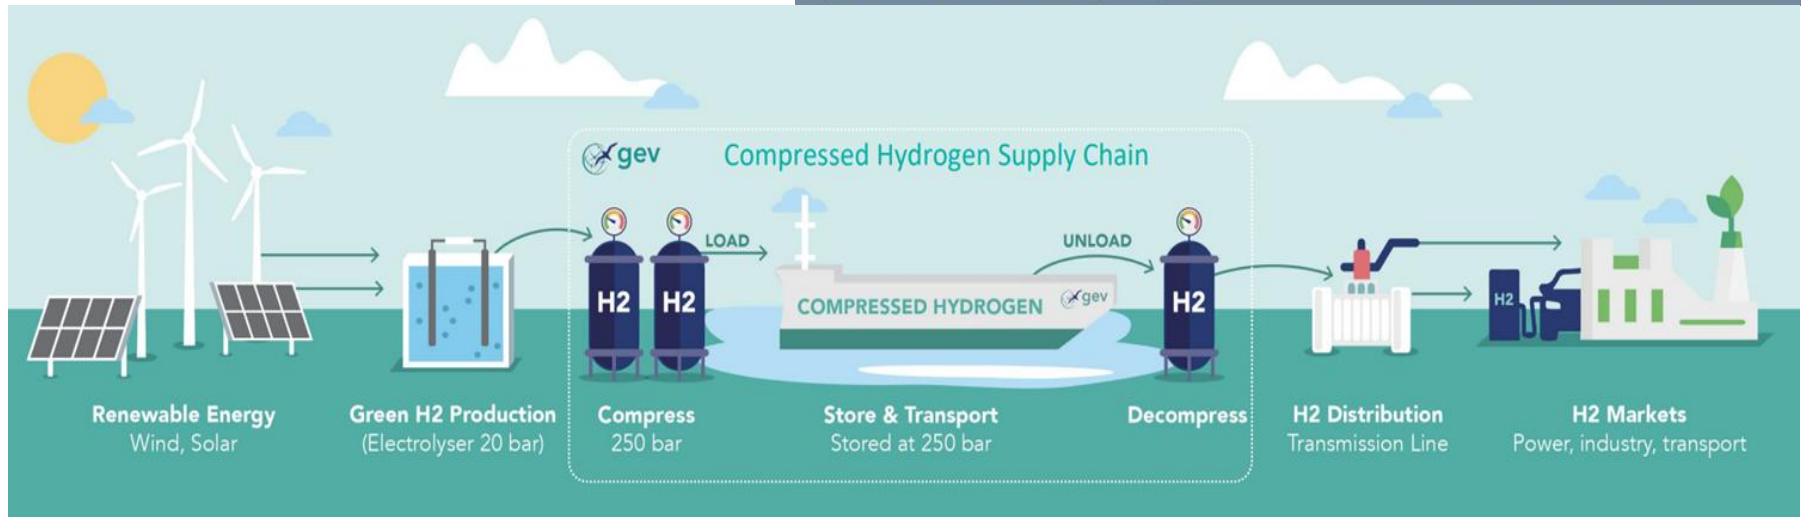 gev
Compressed Hydrogen Supply Chain
LOAD
UNLOAD
H2
H2
COMPRESSED HYDROGEN
gev
H2
H2
Renewable Energy
Wind, Solar
Green H2 Production
(Electrolyser 20 bar)
Compress
250 bar
Store & Transport
Stored at 250 bar
Decompress
H2 Distribution
Transmission Line
H2 Markets
Power, industry, transport